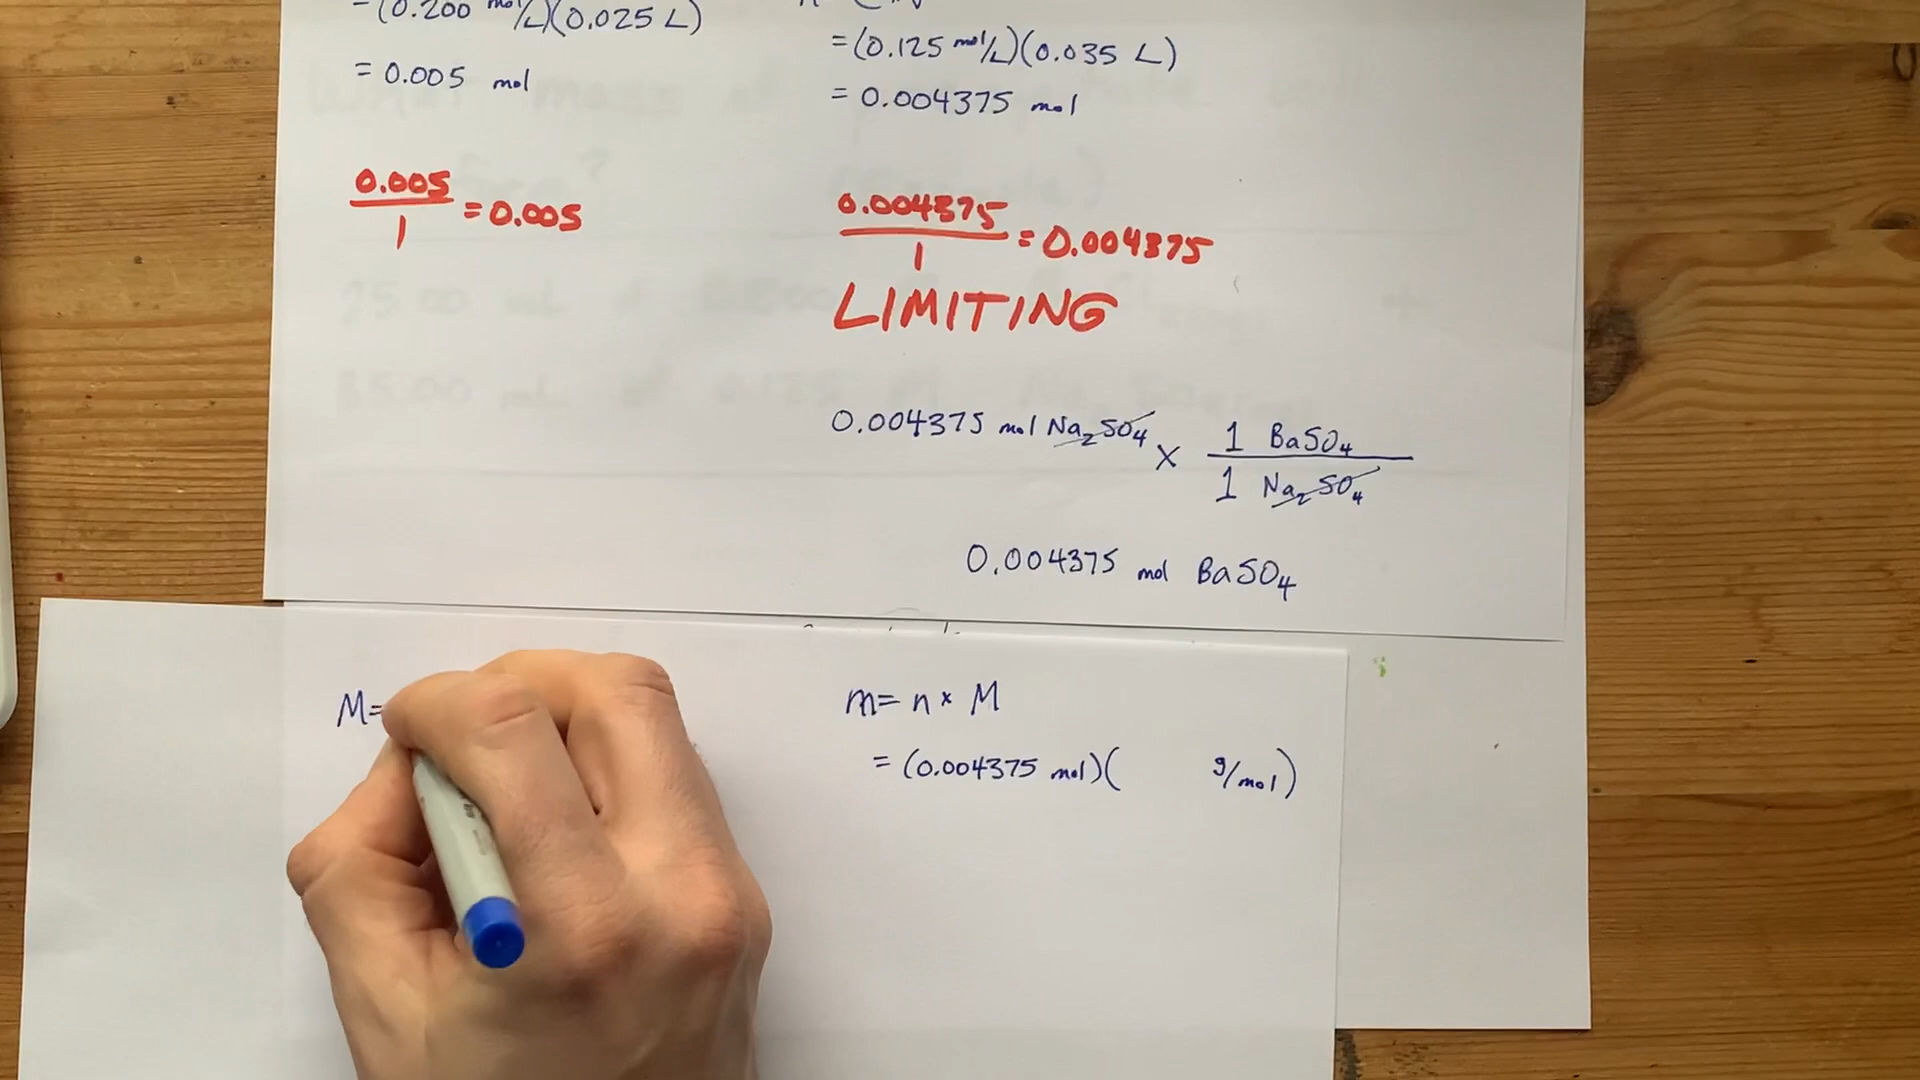 =(0.200 mol/L)(0.025 L)
= 0.005 mol
=(0.125 mol/L)(0.035 L)
= 0.004375 mol
0.005
1
=0.005
0.004375
1
=0.004375
LIMITING
0.004375 mol Na₂SO₄ x 1 BaSO₄
1 Na₂SO₄
0.004375 mol BaSO₄
M=
m= n x M
= (0.004375 mol)( g/mol)